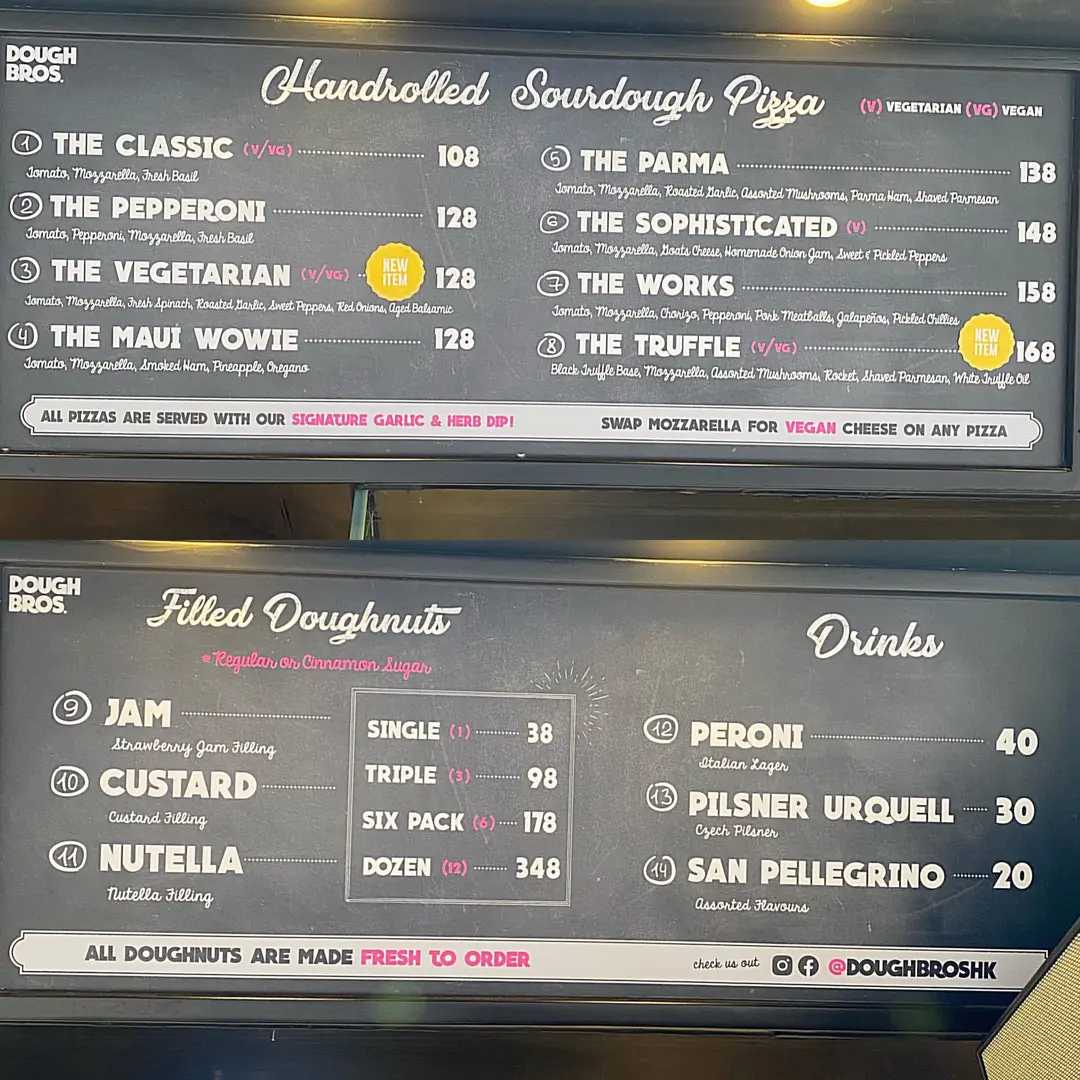 DOUGH
BROS.
Handrolled Sourdough Pizza
(V) VEGETARIAN (VG) VEGAN
1 THE CLASSIC (V/VG) 108
Tomato, Mozzarella, Fresh Basil
2 THE PEPPERONI 128
Tomato, Pepperoni, Mozzarella, Fresh Basil
3 THE VEGETARIAN (V/VG) NEW ITEM 128
Tomato, Mozzarella, Fresh Spinach, Roasted Garlic, Sweet Peppers, Red Onions, Aged Balsamic
4 THE MAUI WOWIE 128
Tomato, Mozzarella, Smoked Ham, Pineapple, Oregano
5 THE PARMA 138
Tomato, Mozzarella, Roasted Garlic, Assorted Mushrooms, Parma Ham, Shaved Parmesan
6 THE SOPHISTICATED (V) 148
Tomato, Mozzarella, Goats Cheese, Homemade Onion Jam, Sweet & Pickled Peppers
7 THE WORKS 158
Tomato, Mozzarella, Chorizo, Pepperoni, Pork Meatballs, Jalapeños, Pickled Chillies
8 THE TRUFFLE (V/VG) NEW ITEM 168
Black Truffle Base, Mozzarella, Assorted Mushrooms, Rocket, Shaved Parmesan, White Truffle Oil
ALL PIZZAS ARE SERVED WITH OUR SIGNATURE GARLIC & HERB DIP!
SWAP MOZZARELLA FOR VEGAN CHEESE ON ANY PIZZA
DOUGH
BROS.
Filled Doughnuts
*Regular or Cinnamon Sugar
9 JAM
Strawberry Jam Filling
10 CUSTARD
Custard Filling
11 NUTELLA
Nutella Filling
SINGLE (1) 38
TRIPLE (3) 98
SIX PACK (6) 178
DOZEN (12) 348
Drinks
12 PERONI 40
Italian Lager
13 PILSNER URQUELL 30
Czech Pilsner
14 SAN PELLEGRINO 20
Assorted Flavours
ALL DOUGHNUTS ARE MADE FRESH TO ORDER
check us out @DOUGHBROSHK